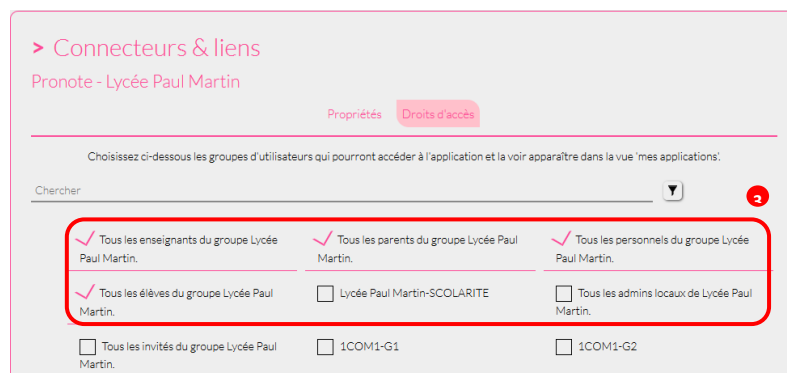 > Connecteurs & liens
Pronote - Lycée Paul Martin
Propriétés Droits d'accès
Choisissez ci-dessous les groupes d'utilisateurs qui pourront accéder à l'application et la voir apparaître dans la vue 'mes applications'.
Chercher
3
Tous les enseignants du groupe Lycée
Paul Martin.
Tous les parents du groupe Lycée Paul
Martin.
Tous les personnels du groupe Lycée
Paul Martin.
Tous les élèves du groupe Lycée Paul
Martin.
Lycée Paul Martin-SCOLARITE
Tous les admins locaux de Lycée Paul
Martin.
Tous les invités du groupe Lycée Paul
Martin.
1COM1-G1
1COM1-G2